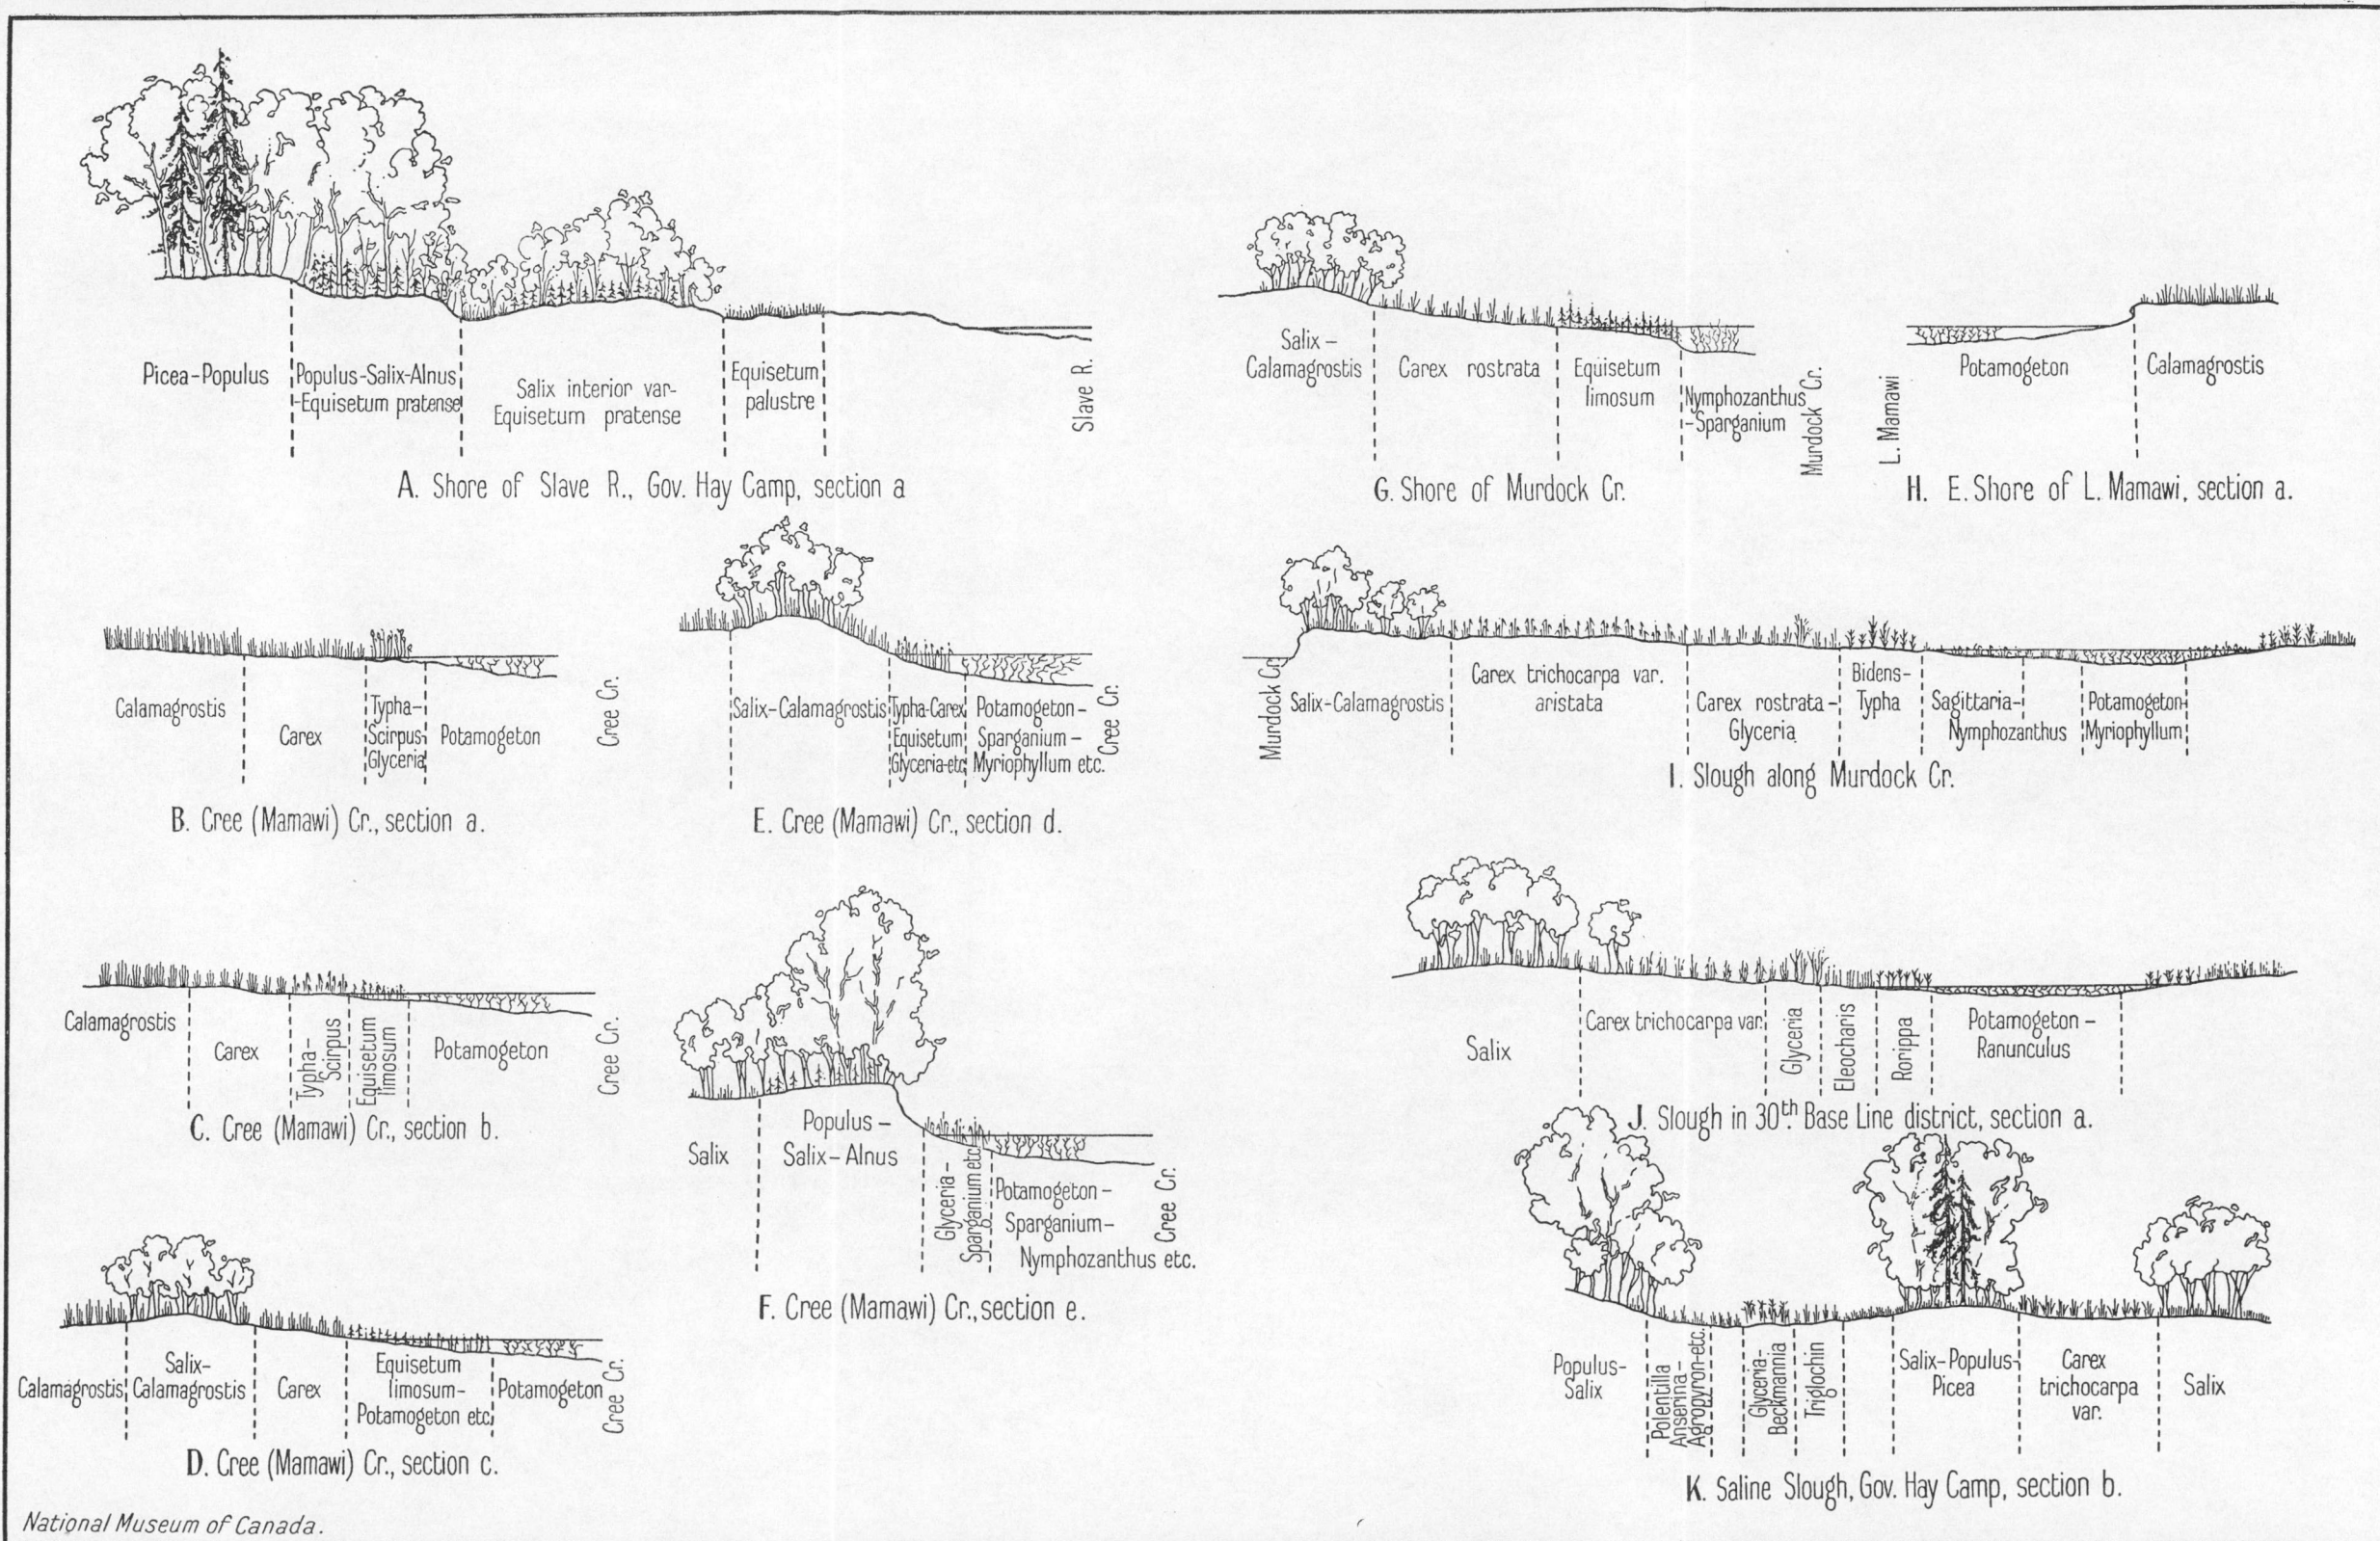 Picea-Populus
Populus-Salix-Alnus
-Equisetum pratense
Salix interior var-
Equisetum pratense
Equisetum
palustre
Slave R.
A. Shore of Slave R., Gov. Hay Camp, section a
Salix-
Calamagrostis
Carex rostrata
Equisetum
limosum
Nymphozanthus
-Sparganium
Murdock Cr.
G. Shore of Murdock Cr.
L. Mamawi
Potamogeton
Calamagrostis
H. E. Shore of L. Mamawi, section a.
Calamagrostis
Carex
Typha-
Scirpus-
Glyceria
Potamogeton
Cree Cr.
B. Cree (Mamawi) Cr., section a.
Salix-Calamagrostis
Typha-Carex
Equisetum
Glyceria-etc
Potamogeton-
Sparganium-
Myriophyllum etc.
Cree Cr.
E. Cree (Mamawi) Cr., section d.
Murdock Cr.
Salix-Calamagrostis
Carex trichocarpa var.
aristata
Carex rostrata-
Glyceria
Bidens-
Typha
Sagittaria-
Nymphozanthus
Potamogeton-
Myriophyllum
I. Slough along Murdock Cr.
Calamagrostis
Carex
Typha-
Scirpus
Equisetum
limosum
Potamogeton
Cree Cr.
C. Cree (Mamawi) Cr., section b.
Salix
Populus-
Salix-Alnus
Glyceria-
Sparganium etc
Potamogeton-
Sparganium-
Nymphozanthus etc.
Cree Cr.
F. Cree (Mamawi) Cr., section e.
Salix
Carex trichocarpa var.
Glyceria
Eleocharis
Rorippa
Potamogeton-
Ranunculus
J. Slough in 30th. Base Line district, section a.
Calamagrostis
Salix-
Calamagrostis
Carex
Equisetum
limosum-
Potamogeton etc.
Potamogeton
Cree Cr.
D. Cree (Mamawi) Cr., section c.
Populus-
Salix
Polentilla
Anserina-
Agropyron-etc.
Glyceria-
Beckmannia
Triglochin
Salix-Populus-
Picea
Carex
trichocarpa
var.
Salix
K. Saline Slough, Gov. Hay Camp, section b.
National Museum of Canada.